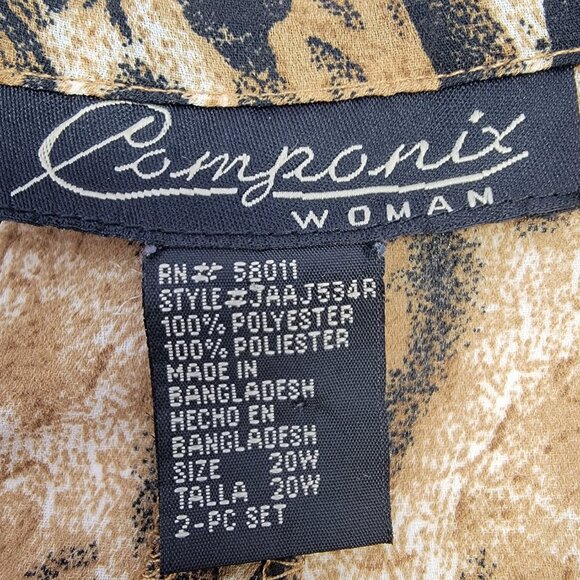 Componix
WOMAN
RN# 58011
STYLE#JAAJ534R
100% POLYESTER
100% POLIESTER
MADE IN
BANGLADESH
HECHO EN
BANGLADESH
SIZE 20W
TALLA 20W
2-PC SET